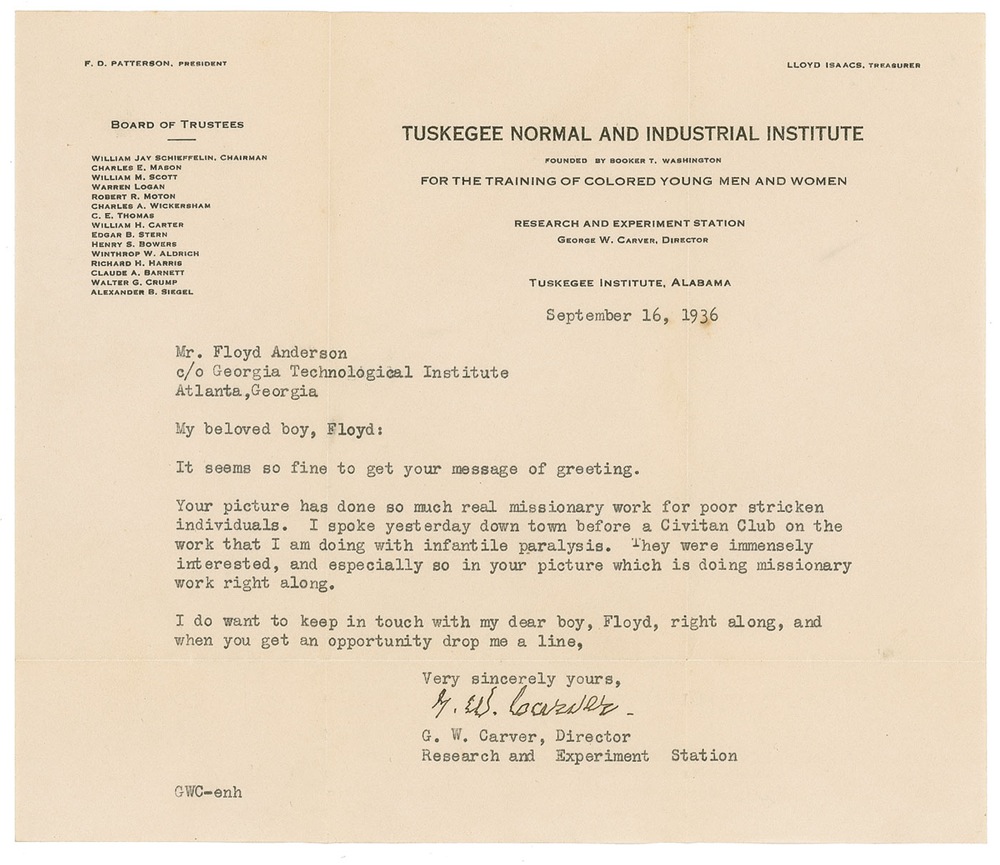 F. D. PATTERSON, PRESIDENT
LLOYD ISAACS, TREASURER
BOARD OF TRUSTEES
WILLIAM JAY SCHIEFFELIN, CHAIRMAN
CHARLES E. MASON
WILLIAM M. SCOTT
WARREN LOGAN
ROBERT R. MOTON
CHARLES A. WICKERSHAM
C. E. THOMAS
WILLIAM H. CARTER
EDGAR B. STERN
HENRY S. BOWERS
WINTHROP W. ALDRICH
RICHARD H. HARRIS
CLAUDE A. BARNETT
WALTER G. CRUMP
ALEXANDER B. SIEGEL
TUSKEGEE NORMAL AND INDUSTRIAL INSTITUTE
FOUNDED BY BOOKER T. WASHINGTON
FOR THE TRAINING OF COLORED YOUNG MEN AND WOMEN
RESEARCH AND EXPERIMENT STATION
GEORGE W. CARVER, DIRECTOR
TUSKEGEE INSTITUTE, ALABAMA
September 16, 1936
Mr. Floyd Anderson
c/o Georgia Technological Institute
Atlanta,Georgia
My beloved boy, Floyd:
It seems so fine to get your message of greeting.
Your picture has done so much real missionary work for poor stricken
individuals.  I spoke yesterday down town before a Civitan Club on the
work that I am doing with infantile paralysis.  They were immensely
interested, and especially so in your picture which is doing missionary
work right along.
I do want to keep in touch with my dear boy, Floyd, right along, and
when you get an opportunity drop me a line,
Very sincerely yours,
G. W. Carver.
G. W. Carver, Director
Research and  Experiment  Station
GWC-enh